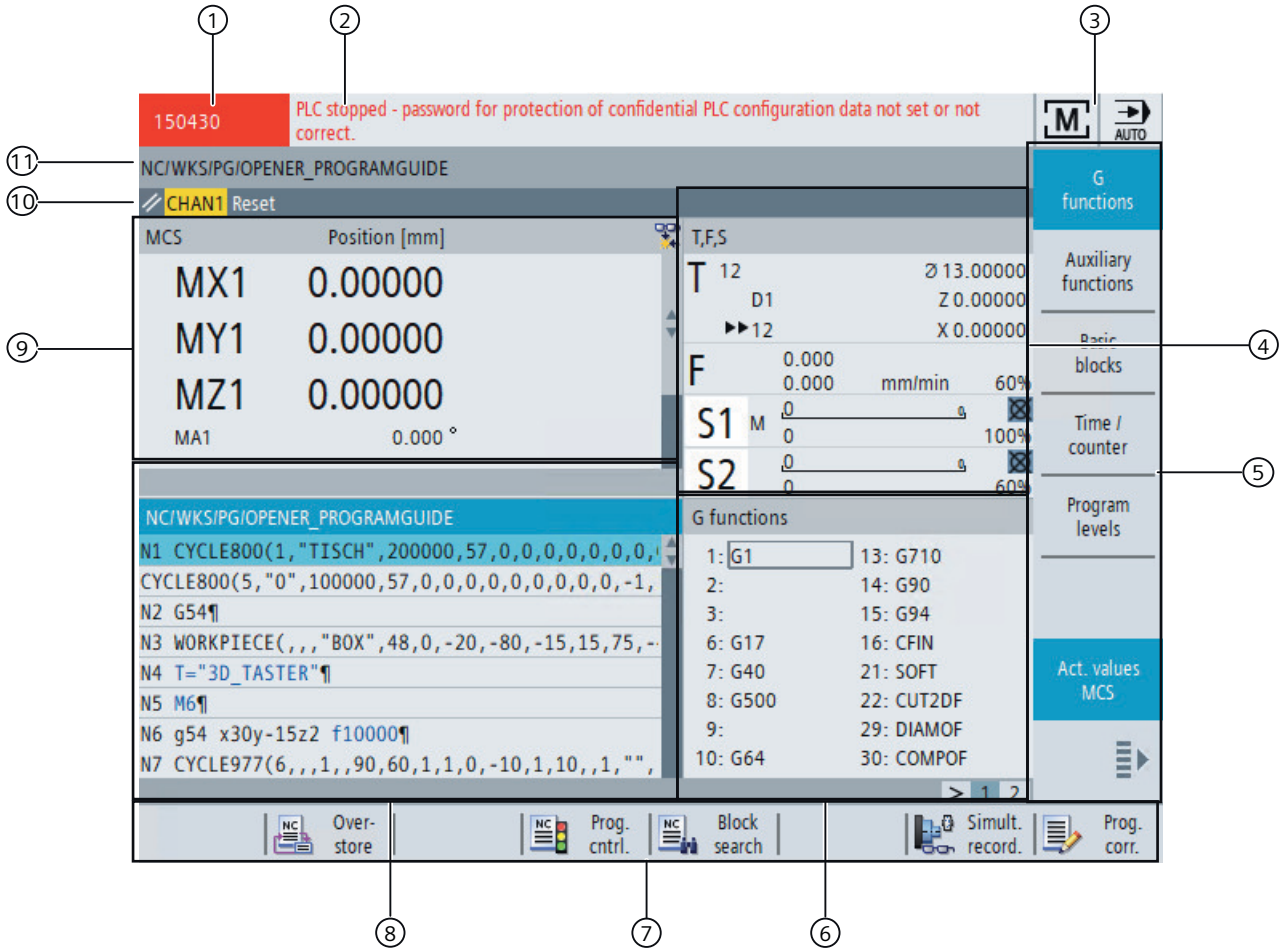 1
2
3
150430
PLC stopped - password for protection of confidential PLC configuration data not set or not
correct.
M
AUTO
11
NC/WKS/PG/OPENER_PROGRAMGUIDE
10
CHAN1 Reset
MCS Position [mm]
MX1 0.00000
MY1 0.00000
MZ1 0.00000
MA1 0.000 °
9
T,F,S
T 12 Ø 13.00000
D1 Z 0.00000
▶▶12 X 0.00000
F 0.000
0.000 mm/min 60%
S1 M 0 0
0 100%
S2 0 0
0 60%
4
G
functions
Auxiliary
functions
Basic
blocks
Time /
counter
Program
levels
Act. values
MCS
5
NC/WKS/PG/OPENER_PROGRAMGUIDE
N1 CYCLE800(1,"TISCH",200000,57,0,0,0,0,0,0,0,
CYCLE800(5,"0",100000,57,0,0,0,0,0,0,0,0,0,-1,
N2 G54¶
N3 WORKPIECE(,,,"BOX",48,0,-20,-80,-15,15,75,-
N4 T="3D_TASTER"¶
N5 M6¶
N6 g54 x30y-15z2 f10000¶
N7 CYCLE977(6,,,1,,90,60,1,1,0,-10,1,10,,1,"",
G functions
1: G1 13: G710
2: 14: G90
3: 15: G94
6: G17 16: CFIN
7: G40 21: SOFT
8: G500 22: CUT2DF
9: 29: DIAMOF
10: G64 30: COMPOF
> 1 2
NC Over-
store
NC Prog.
cntrl.
NC Block
search
Simult.
record.
Prog.
corr.
8
7
6